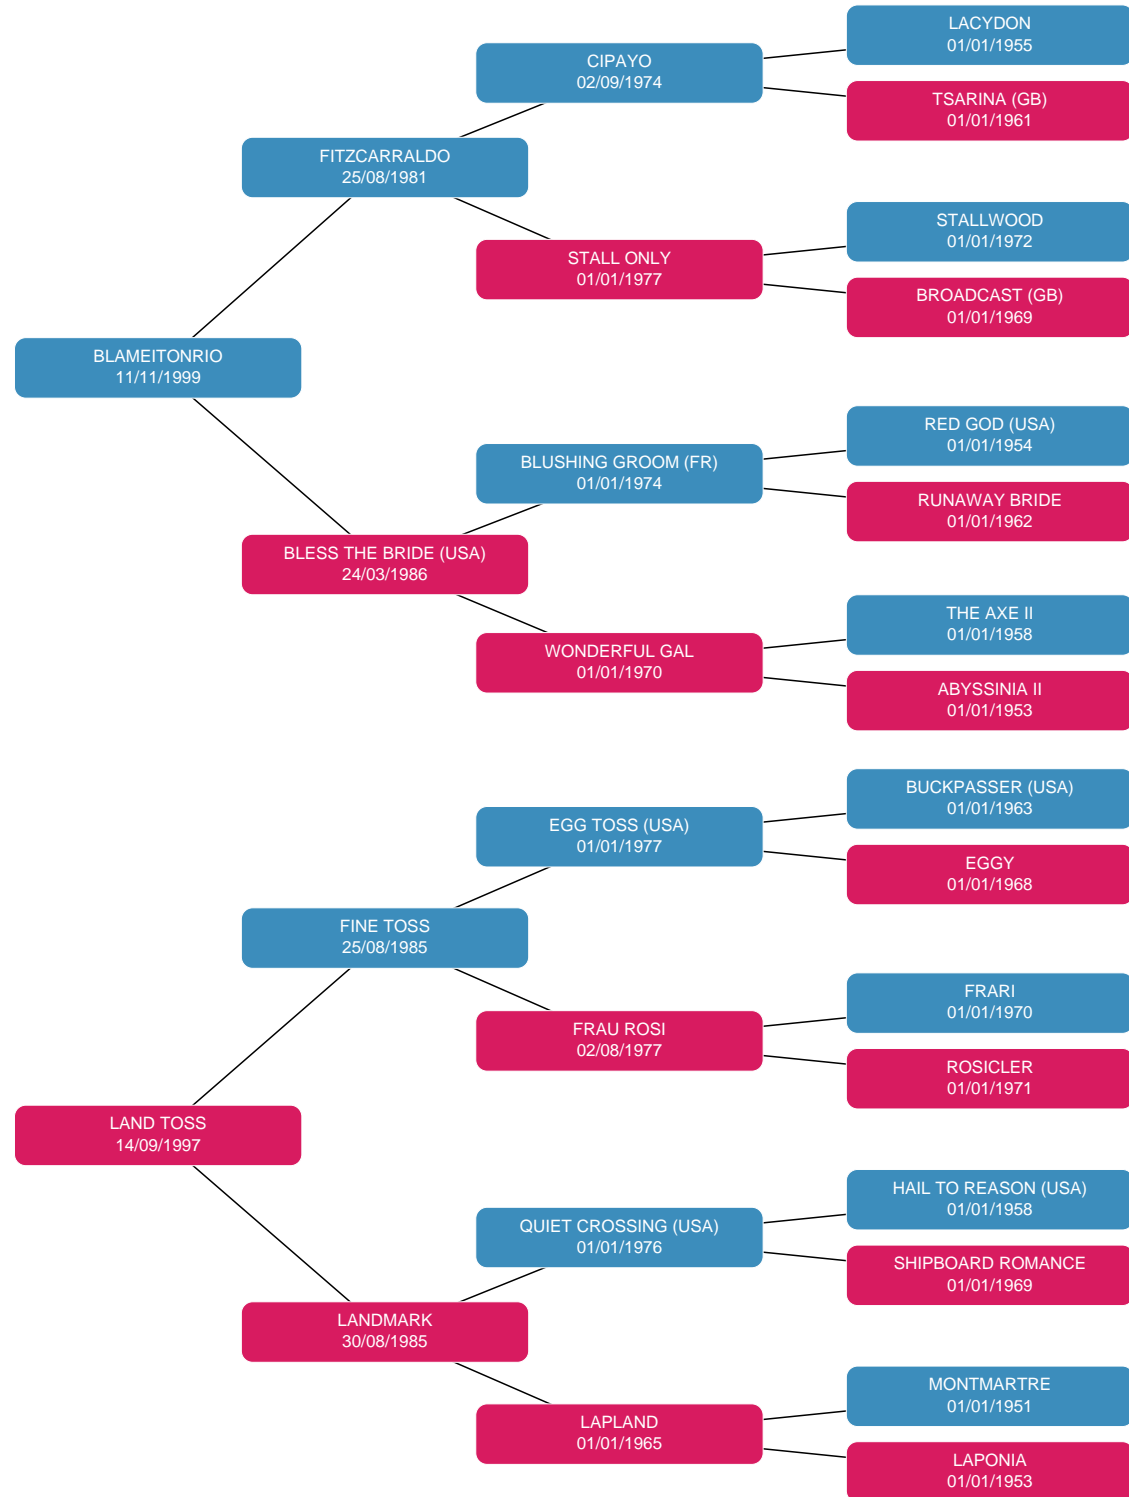 LACYDON
01/01/1955
CIPAYO
02/09/1974
TSARINA (GB)
01/01/1961
FITZCARRALDO
25/08/1981
STALLWOOD
01/01/1972
STALL ONLY
01/01/1977
BROADCAST (GB)
01/01/1969
BLAMEITONRIO
11/11/1999
RED GOD (USA)
01/01/1954
BLUSHING GROOM (FR)
01/01/1974
RUNAWAY BRIDE
01/01/1962
BLESS THE BRIDE (USA)
24/03/1986
THE AXE II
01/01/1958
WONDERFUL GAL
01/01/1970
ABYSSINIA II
01/01/1953
BUCKPASSER (USA)
01/01/1963
EGG TOSS (USA)
01/01/1977
EGGY
01/01/1968
FINE TOSS
25/08/1985
FRARI
01/01/1970
FRAU ROSI
02/08/1977
ROSICLER
01/01/1971
LAND TOSS
14/09/1997
HAIL TO REASON (USA)
01/01/1958
QUIET CROSSING (USA)
01/01/1976
SHIPBOARD ROMANCE
01/01/1969
LANDMARK
30/08/1985
MONTMARTRE
01/01/1951
LAPLAND
01/01/1965
LAPONIA
01/01/1953